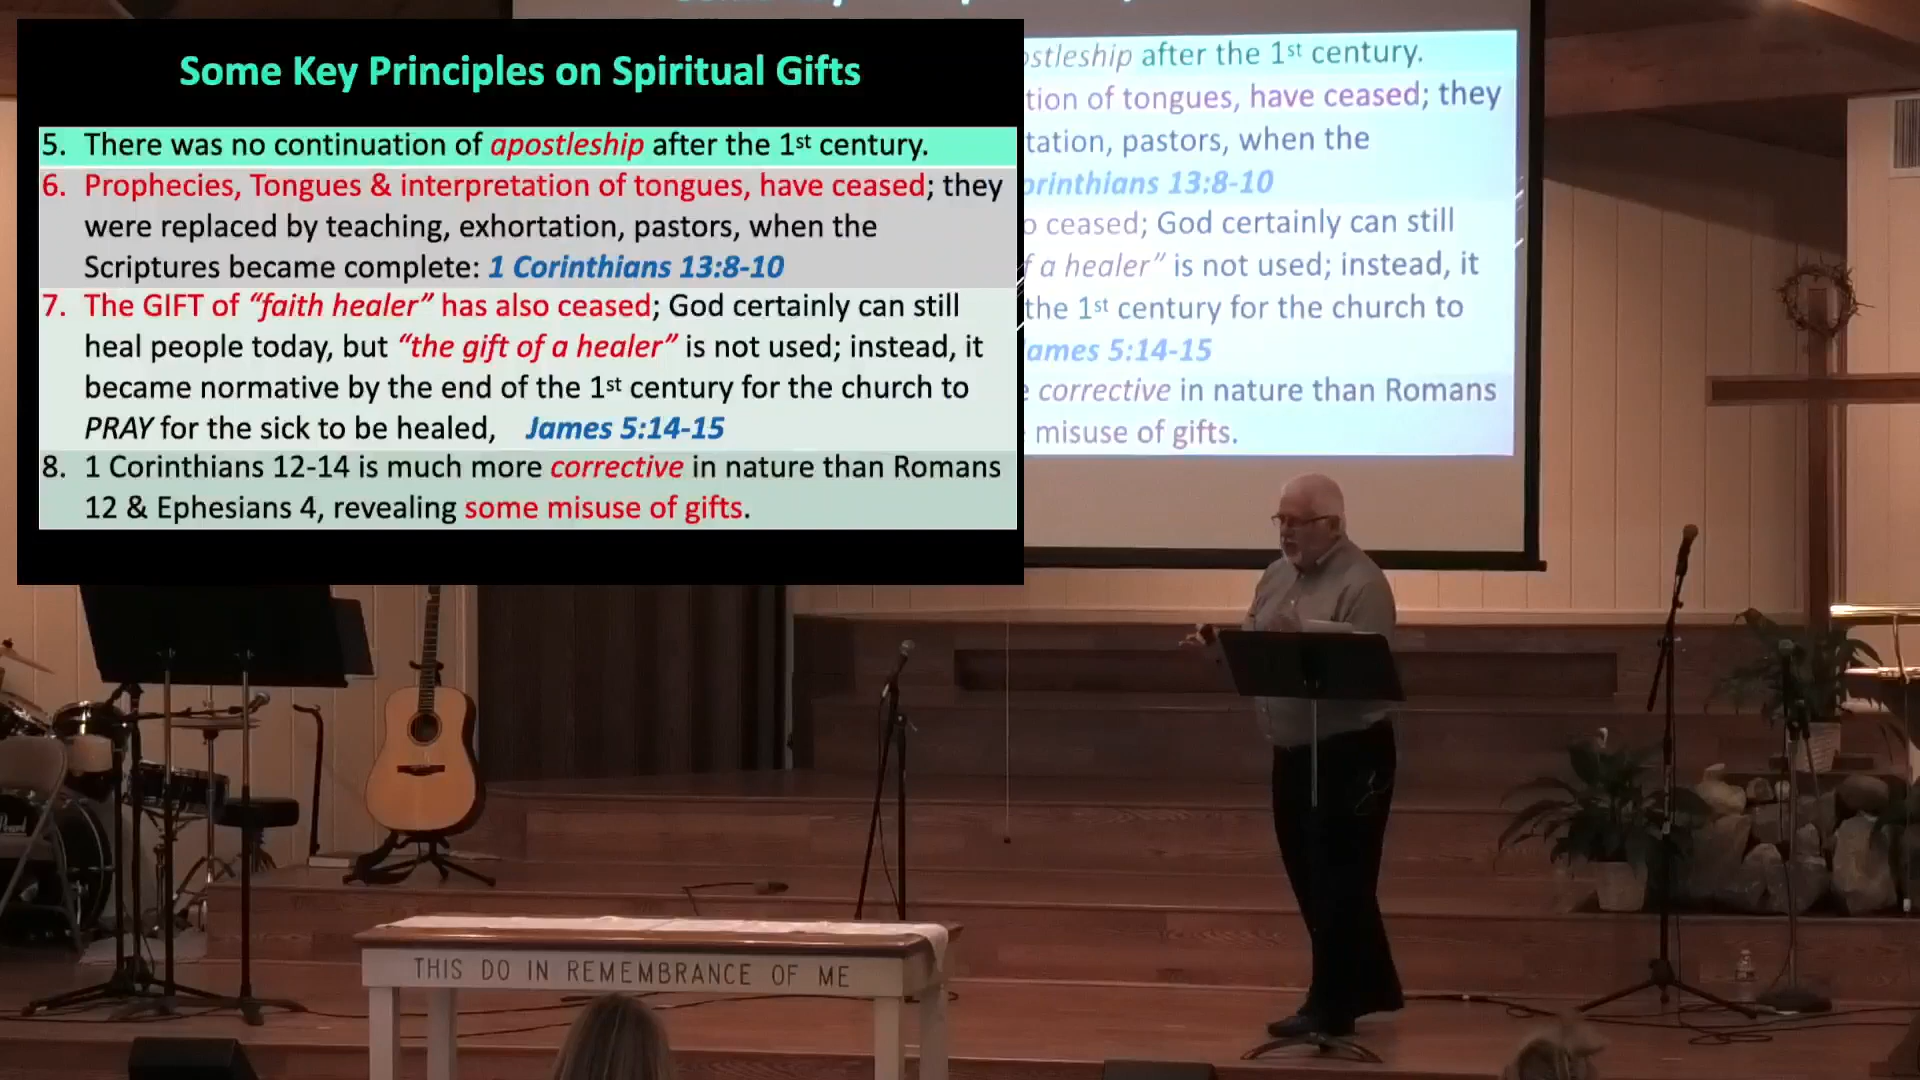 Some Key Principles on Spiritual Gifts
5. There was no continuation of apostleship after the 1st century.
6. Prophecies, Tongues & interpretation of tongues, have ceased; they
were replaced by teaching, exhortation, pastors, when the
Scriptures became complete: 1 Corinthians 13:8-10
7. The GIFT of “faith healer” has also ceased; God certainly can still
heal people today, but “the gift of a healer” is not used; instead, it
became normative by the end of the 1st century for the church to
PRAY for the sick to be healed, James 5:14-15
8. 1 Corinthians 12-14 is much more corrective in nature than Romans
12 & Ephesians 4, revealing some misuse of gifts.
ostleship after the 1st century.
tion of tongues, have ceased; they
tation, pastors, when the
orinthians 13:8-10
o ceased; God certainly can still
f a healer” is not used; instead, it
the 1st century for the church to
ames 5:14-15
e corrective in nature than Romans
misuse of gifts.
THIS DO IN REMEMBRANCE OF ME